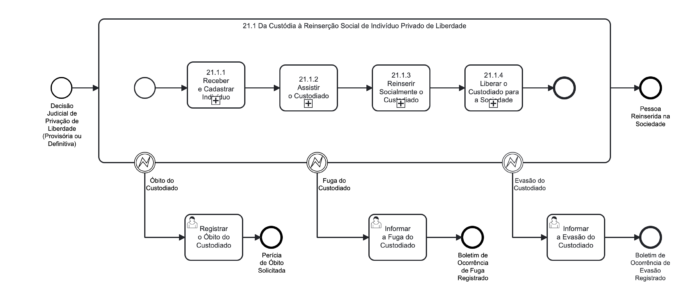 21.1 Da Custódia à Reinserção Social de Indivíduo Privado de Liberdade
21.1.1
Receber
e Cadastrar
Indivíduo
21.1.2
Assistir
o Custodiado
21.1.3
Reinserir
Socialmente o
Custodiado
21.1.4
Liberar o
Custodiado para
a Sociedade
Decisão
Judicial de
Privação de
Liberdade
(Provisória ou
Definitiva)
Pessoa
Reinserida na
Sociedade
Óbito do
Custodiado
Fuga do
Custodiado
Evasão do
Custodiado
Registrar
o Óbito do
Custodiado
Perícia
de Óbito
Solicitada
Informar
a Fuga do
Custodiado
Boletim de
Ocorrência
de Fuga
Registrado
Informar
a Evasão do
Custodiado
Boletim de
Ocorrência de
Evasão
Registrado